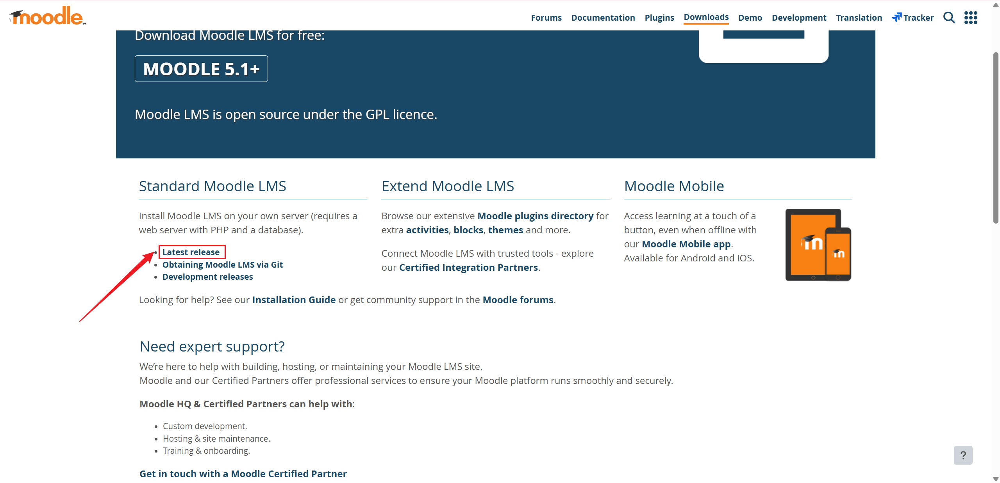 moodle™
Forums Documentation Plugins Downloads Demo Development Translation Tracker
Download Moodle LMS for free:
MOODLE 5.1+
Moodle LMS is open source under the GPL licence.
Standard Moodle LMS
Install Moodle LMS on your own server (requires a
web server with PHP and a database).
• Latest release
• Obtaining Moodle LMS via Git
• Development releases
Extend Moodle LMS
Browse our extensive Moodle plugins directory for
extra activities, blocks, themes and more.
Connect Moodle LMS with trusted tools - explore
our Certified Integration Partners.
Moodle Mobile
Access learning at a touch of a
button, even when offline with
our Moodle Mobile app.
Available for Android and iOS.
m
m
Looking for help? See our Installation Guide or get community support in the Moodle forums.
Need expert support?
We’re here to help with building, hosting, or maintaining your Moodle LMS site.
Moodle and our Certified Partners offer professional services to ensure your Moodle platform runs smoothly and securely.
Moodle HQ & Certified Partners can help with:
• Custom development.
• Hosting & site maintenance.
• Training & onboarding.
Get in touch with a Moodle Certified Partner
?